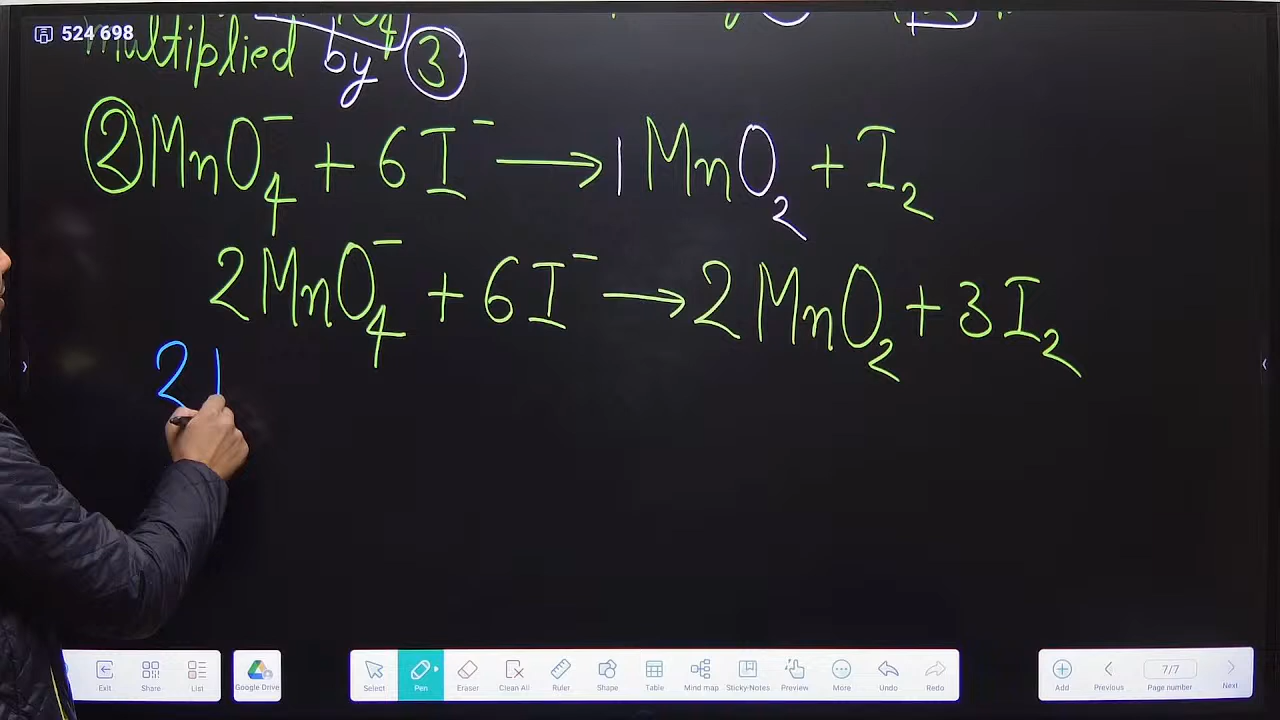 524 698
Multiplied by 3
2MnO₄⁻ + 6I⁻ → 1 MnO₂ + I₂
2MnO₄⁻ + 6I⁻ → 2MnO₂ + 3I₂
2
Exit Share List Google Drive Select Pen Eraser Clean All Ruler Shape Table Mind map Sticky-Notes Preview More Undo Redo Add Previous 7/7 Page number Next